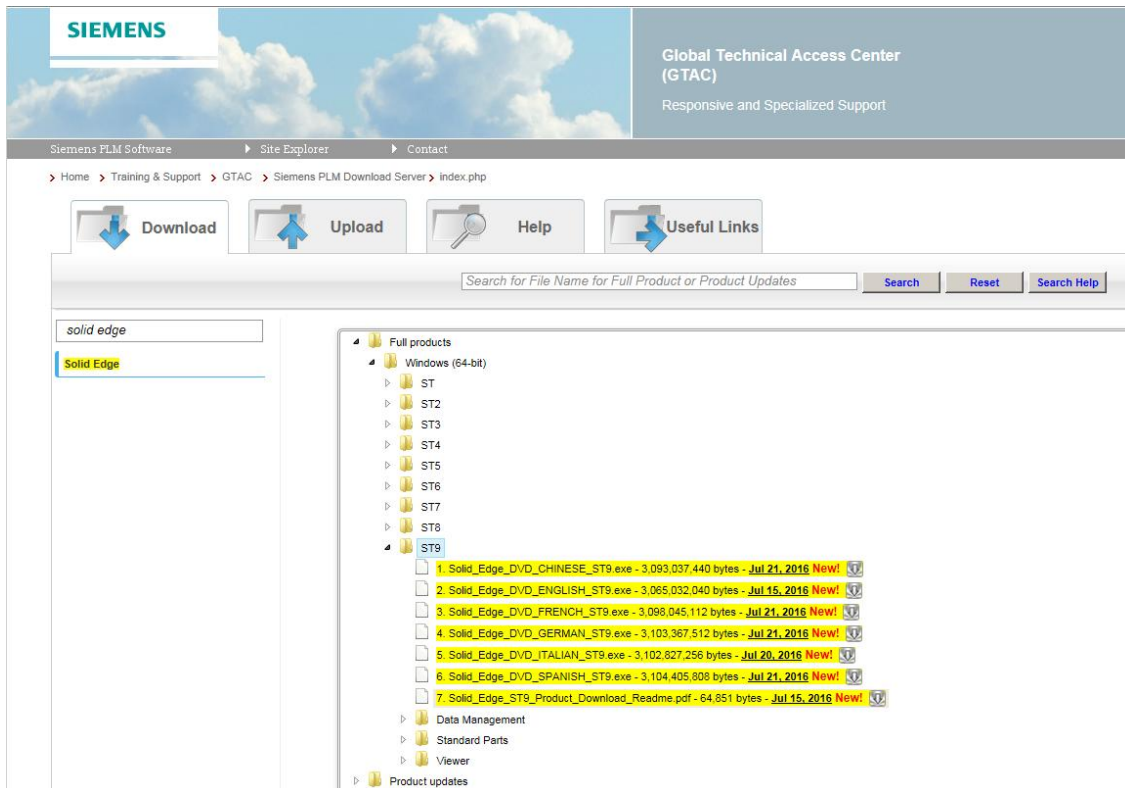 SIEMENS
Global Technical Access Center
(GTAC)
Responsive and Specialized Support
Siemens PLM Software Site Explorer Contact
Home Training & Support GTAC Siemens PLM Download Server index.php
Download Upload Help Useful Links
Search for File Name for Full Product or Product Updates Search Reset Search Help
solid edge
Solid Edge
Full products
Windows (64-bit)
ST
ST2
ST3
ST4
ST5
ST6
ST7
ST8
ST9
1. Solid_Edge_DVD_CHINESE_ST9.exe - 3,093,037,440 bytes - Jul 21, 2016 New!
2. Solid_Edge_DVD_ENGLISH_ST9.exe - 3,065,032,040 bytes - Jul 15, 2016 New!
3. Solid_Edge_DVD_FRENCH_ST9.exe - 3,098,045,112 bytes - Jul 21, 2016 New!
4. Solid_Edge_DVD_GERMAN_ST9.exe - 3,103,367,512 bytes - Jul 21, 2016 New!
5. Solid_Edge_DVD_ITALIAN_ST9.exe - 3,102,827,256 bytes - Jul 20, 2016 New!
6. Solid_Edge_DVD_SPANISH_ST9.exe - 3,104,405,808 bytes - Jul 21, 2016 New!
7. Solid_Edge_ST9_Product_Download_Readme.pdf - 64,851 bytes - Jul 15, 2016 New!
Data Management
Standard Parts
Viewer
Product updates